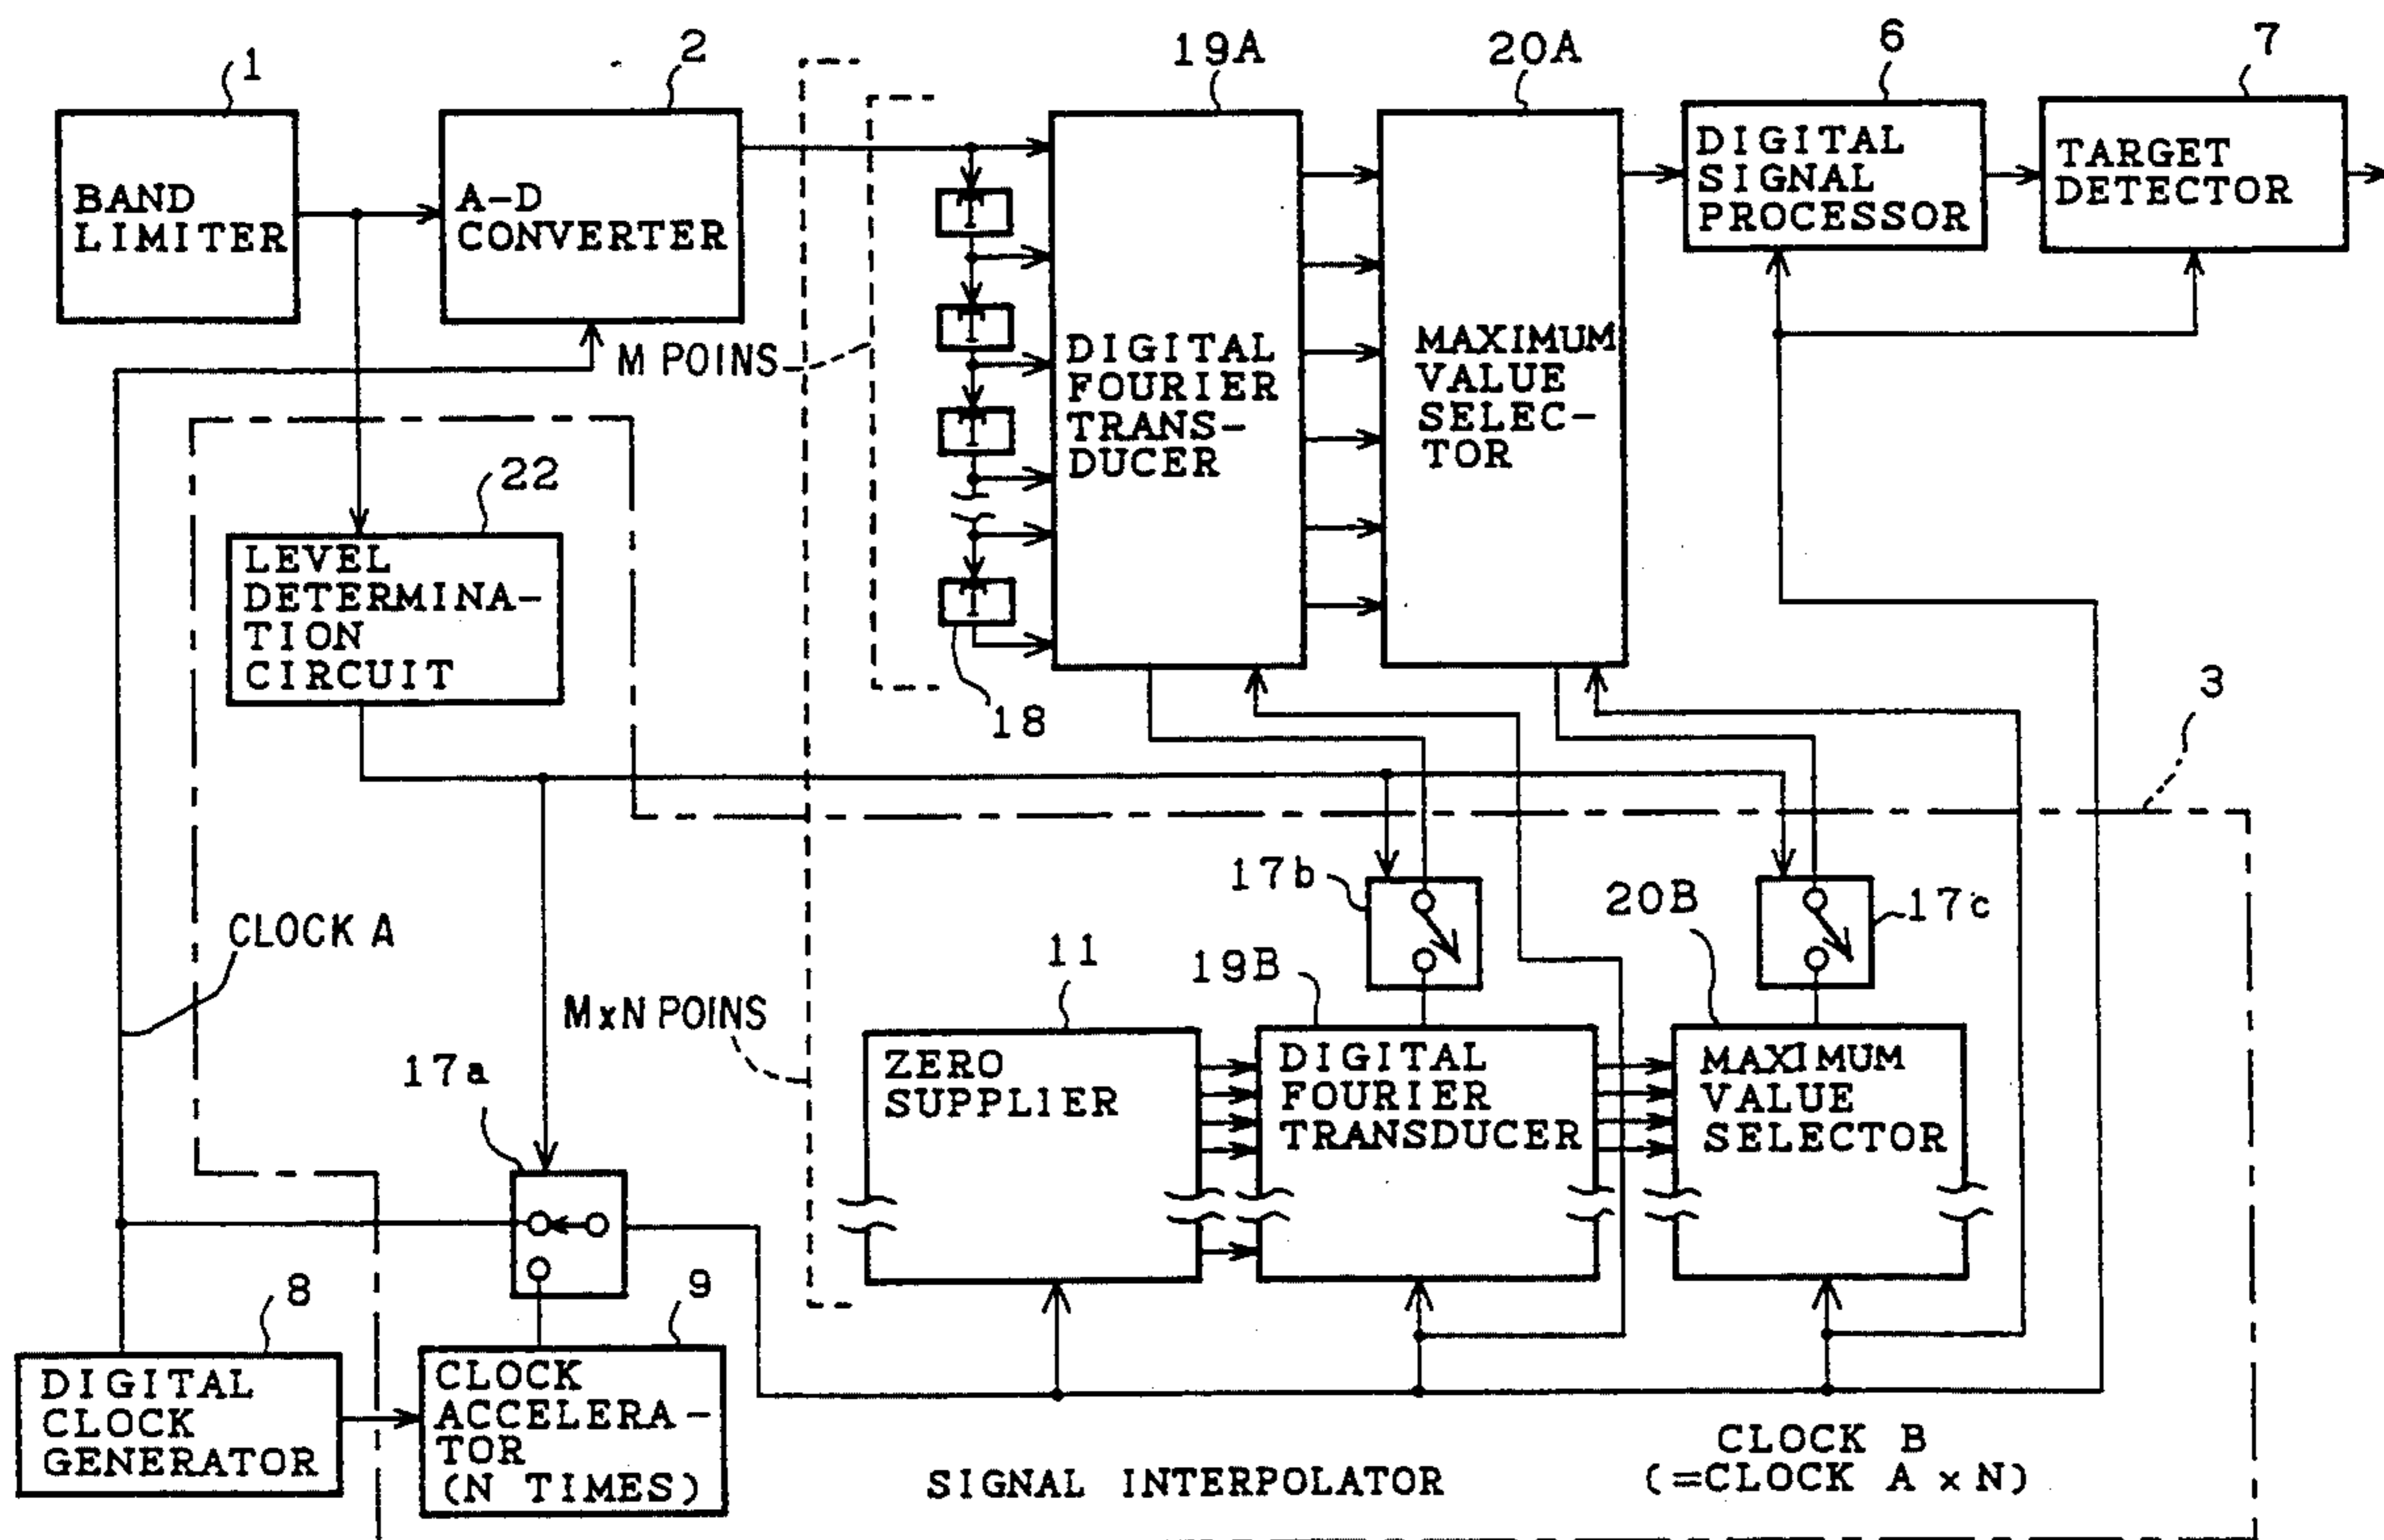 1
2
19A
20A
6
7
BAND
LIMITER
A-D
CONVERTER
DIGITAL
SIGNAL
PROCESSOR
TARGET
DETECTOR
T
T
T
T
M POINS
DIGITAL
FOURIER
TRANS-
DUCER
MAXIMUM
VALUE
SELEC-
TOR
22
LEVEL
DETERMINA-
TION
CIRCUIT
18
3
CLOCK A
17b
20B
17c
11
19B
M×N POINS
ZERO
SUPPLIER
DIGITAL
FOURIER
TRANSDUCER
MAXIMUM
VALUE
SELECTOR
17a
8
9
DIGITAL
CLOCK
GENERATOR
CLOCK
ACCELERA-
TOR
(N TIMES)
SIGNAL INTERPOLATOR
CLOCK B
(=CLOCK A × N)